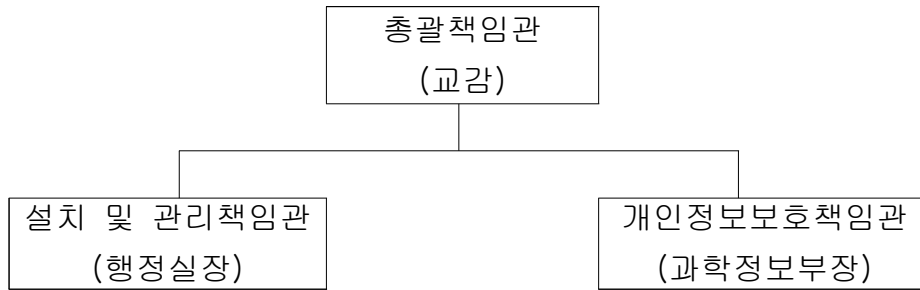 총괄책임관
(교감)
설치 및 관리책임관
(행정실장)
개인정보보호책임관
(과학정보부장)